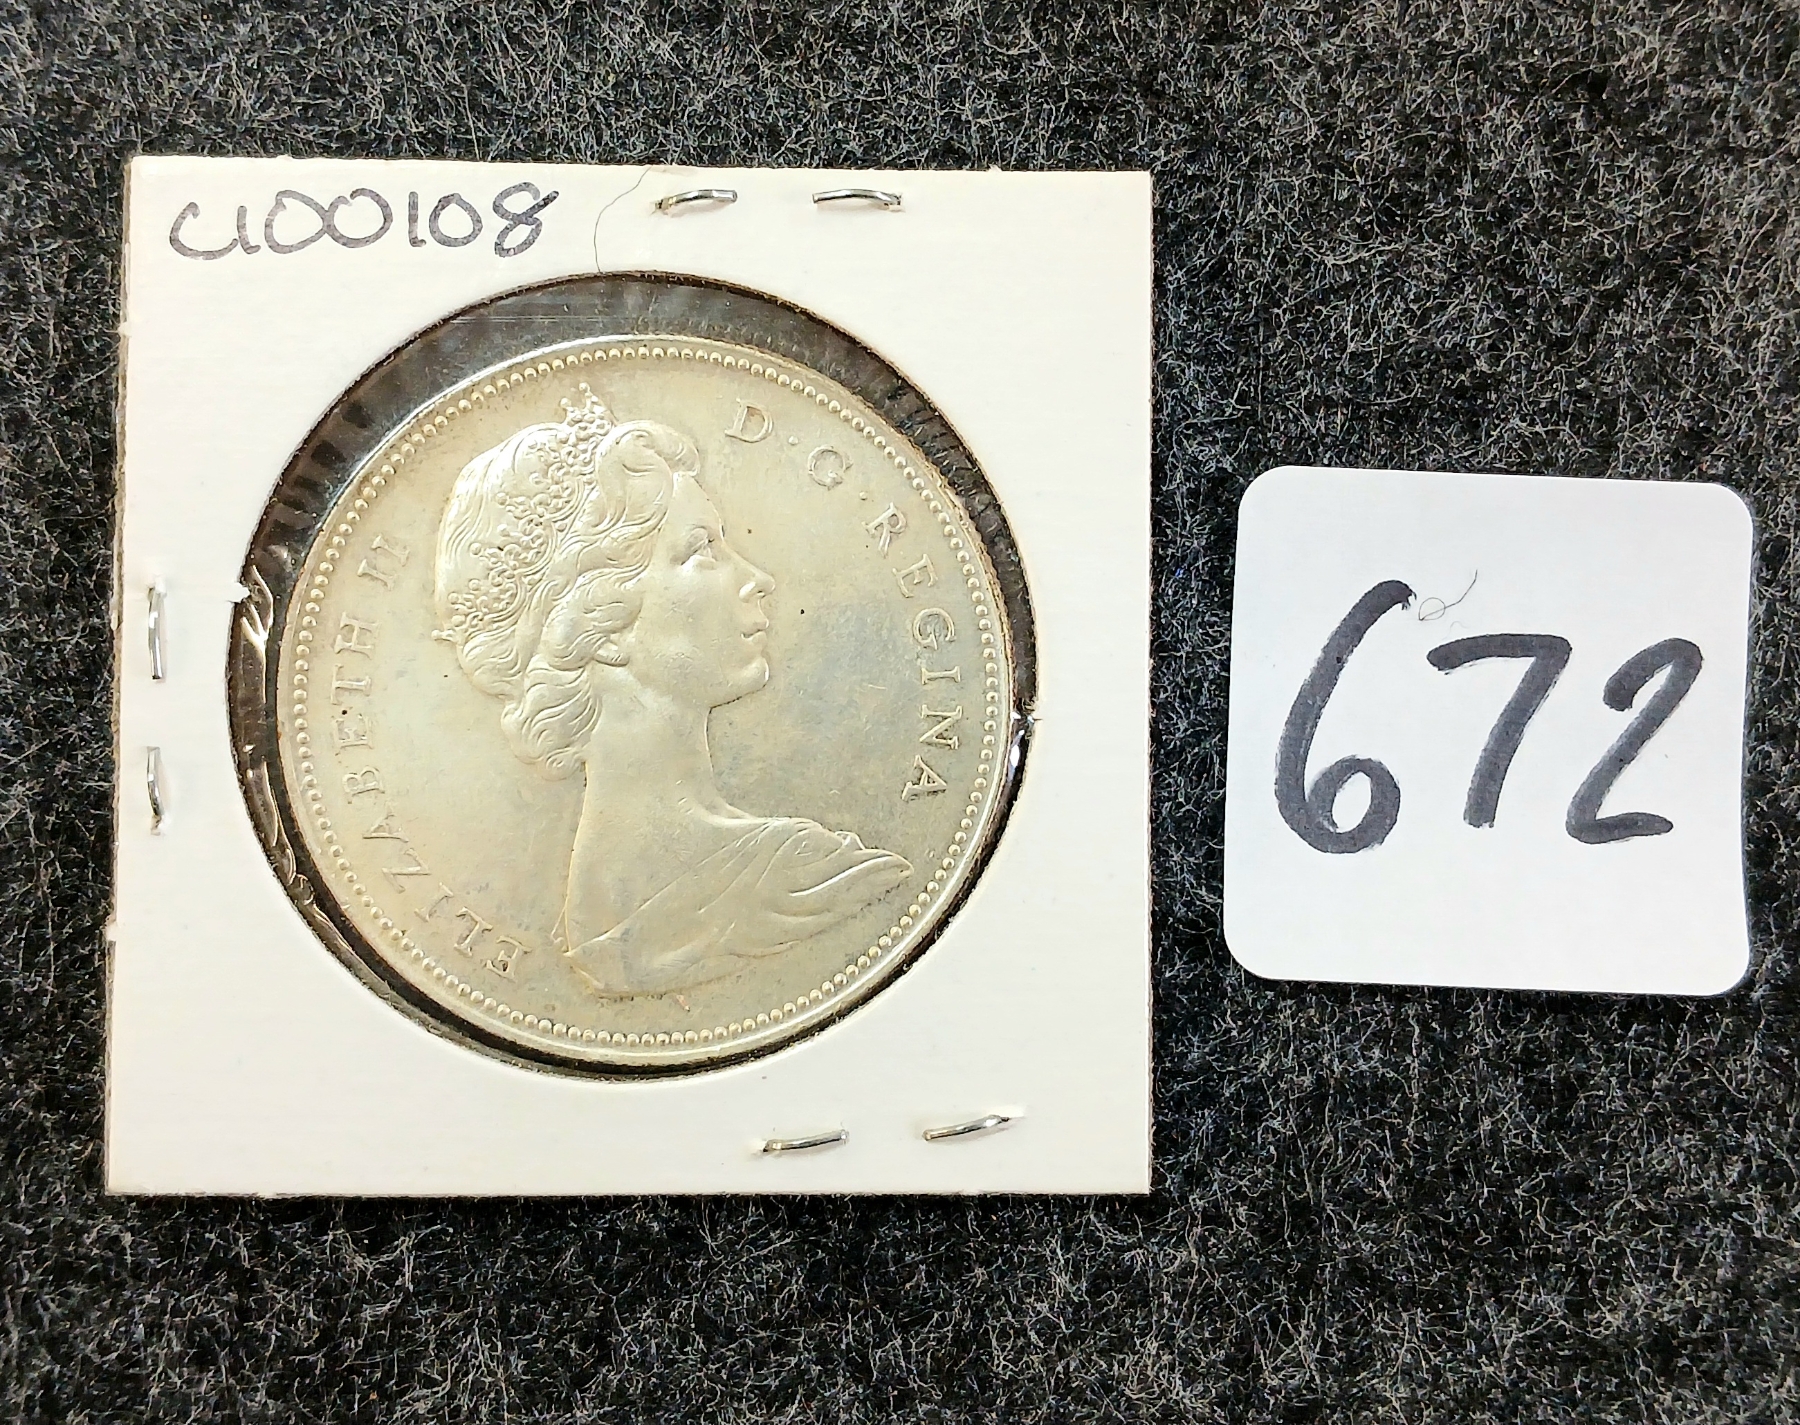 C100108
ELIZABETH II D·G·REGINA
672